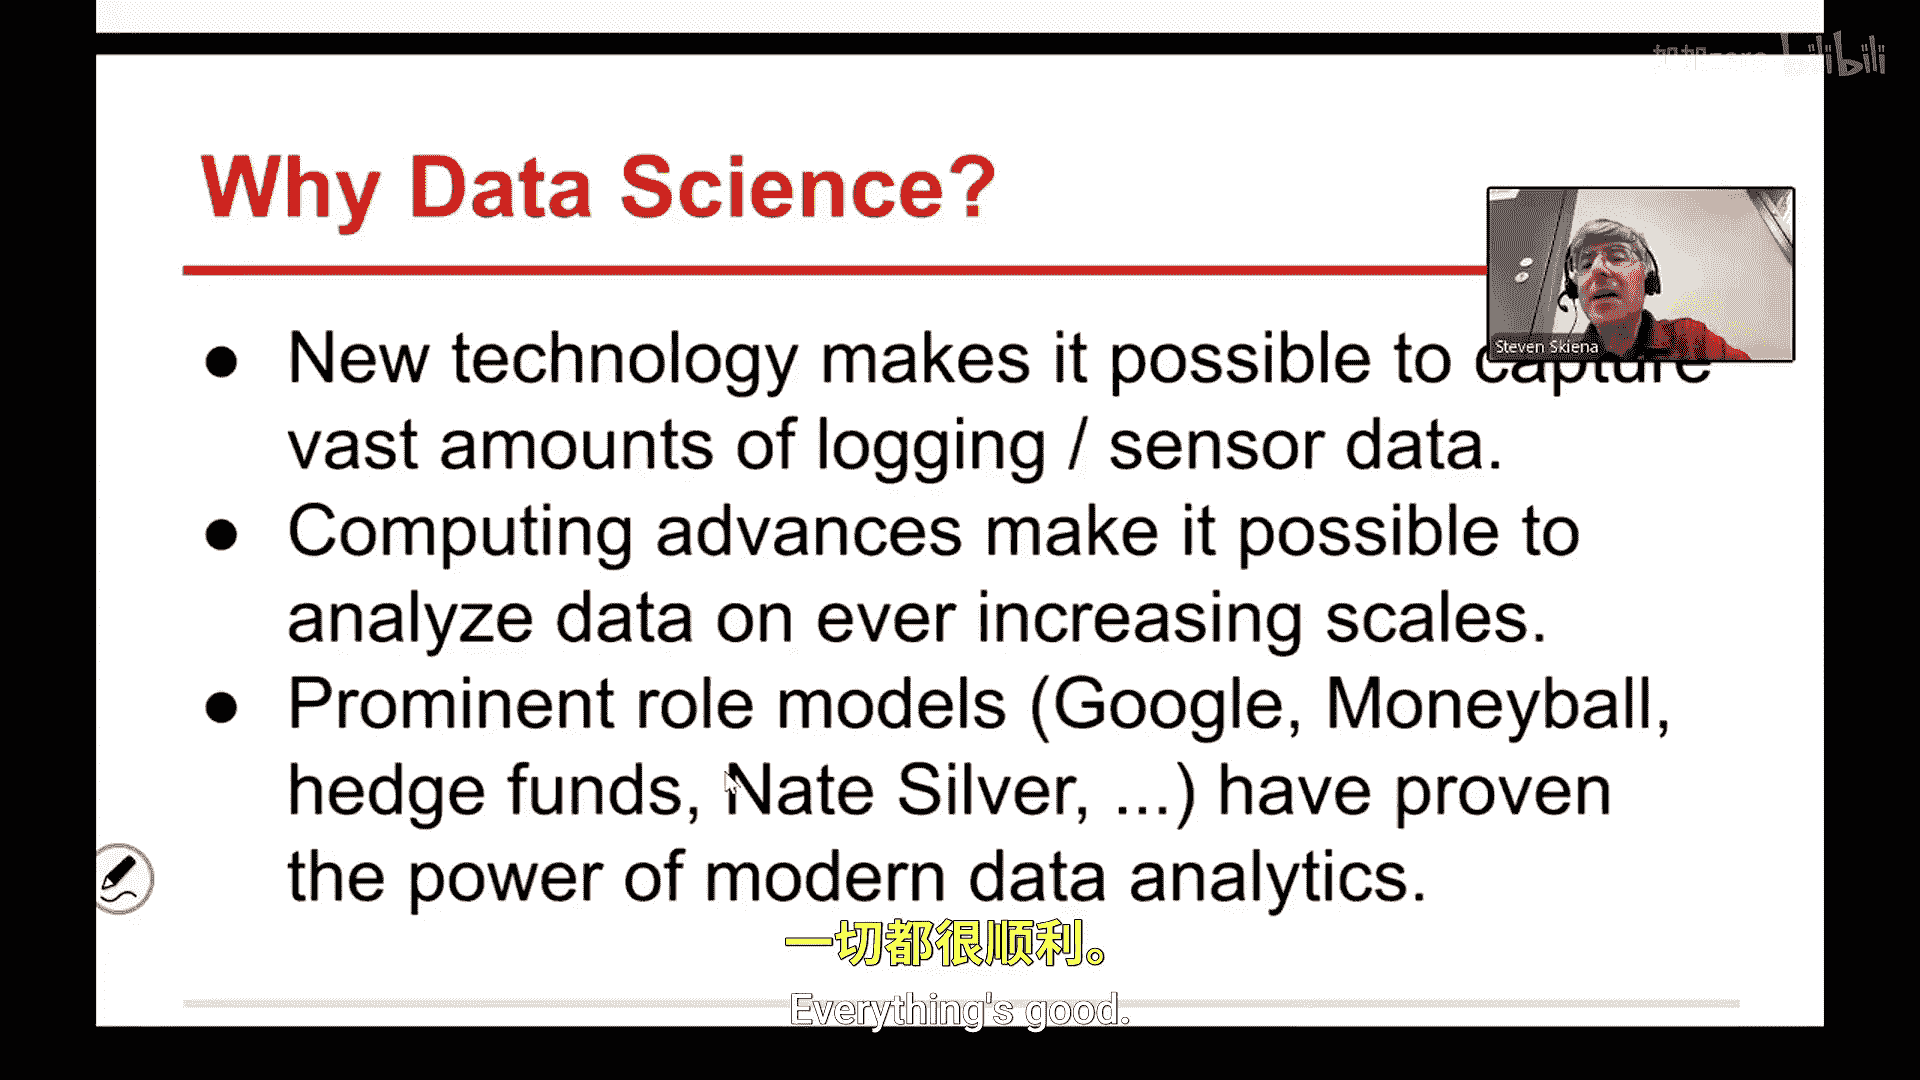 bilibili
Why Data Science?
Steven Skiena
● New technology makes it possible to capture
vast amounts of logging / sensor data.
● Computing advances make it possible to
analyze data on ever increasing scales.
● Prominent role models (Google, Moneyball,
hedge funds, Nate Silver, ...) have proven
the power of modern data analytics.
一切都很顺利。
Everything's good.